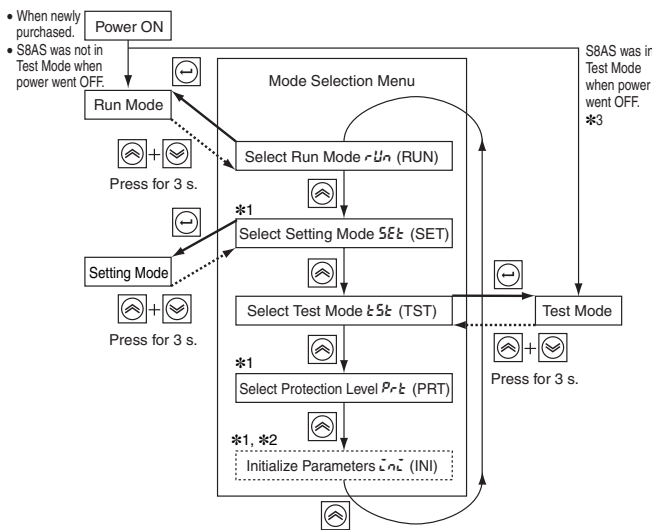 • When newly
purchased.
• S8AS was not in
Test Mode when
power went OFF.
Power ON
S8AS was in
Test Mode
when power
went OFF.
*3
Mode Selection Menu
Run Mode
Select Run Mode rUn (RUN)
+
Press for 3 s.
*1
Select Setting Mode SEt (SET)
Setting Mode
+
Press for 3 s.
Select Test Mode tSt (TST)
Test Mode
+
Press for 3 s.
*1
Select Protection Level Prt (PRT)
*1, *2
Initialize Parameters ini (INI)